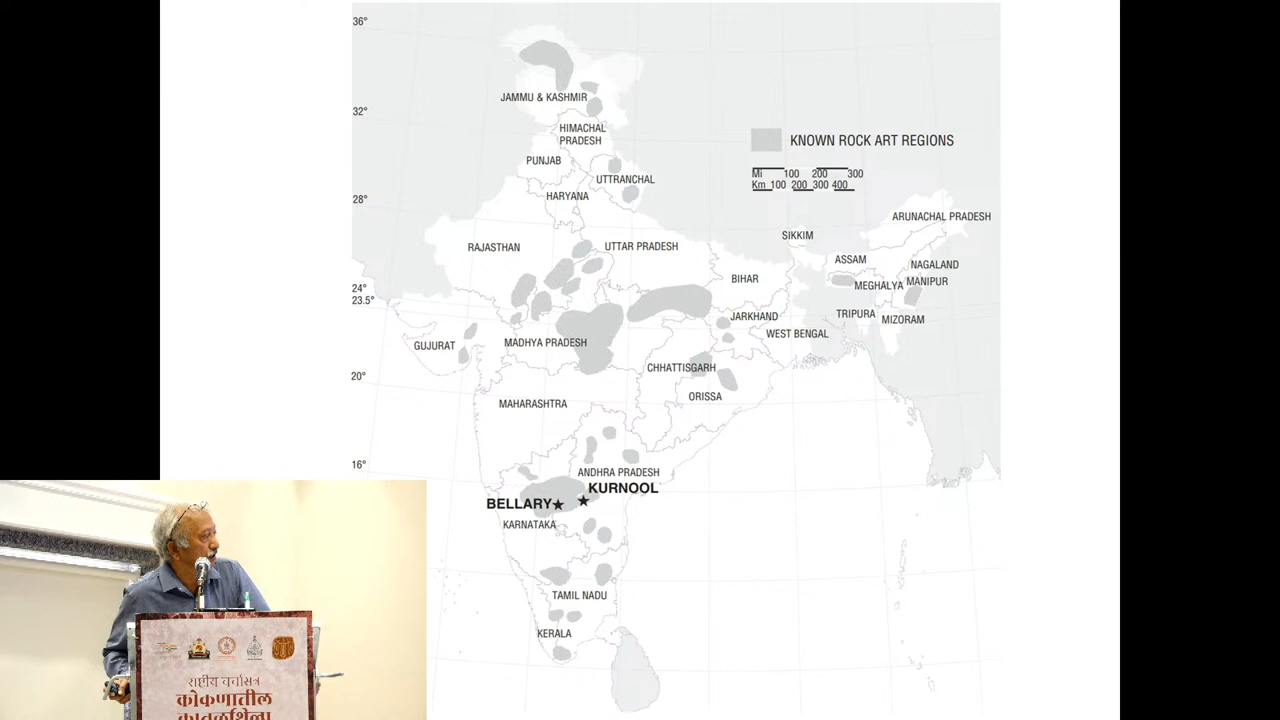 36°
JAMMU & KASHMIR
32°
HIMACHAL
PRADESH
KNOWN ROCK ART REGIONS
PUNJAB
UTTRANCHAL
Mi 100 200 300
Km 100 200 300 400
28°
HARYANA
ARUNACHAL PRADESH
SIKKIM
RAJASTHAN
UTTAR PRADESH
ASSAM
NAGALAND
BIHAR
MEGHALYA
MANIPUR
24°
23.5°
JARKHAND
TRIPURA
MIZORAM
WEST BENGAL
GUJURAT
MADHYA PRADESH
CHHATTISGARH
20°
ORISSA
MAHARASHTRA
16°
ANDHRA PRADESH
KURNOOL
BELLARY
KARNATAKA
TAMIL NADU
KERALA
राष्ट्रीय चर्चासत्र
कोकणातील
कातळशिल्प